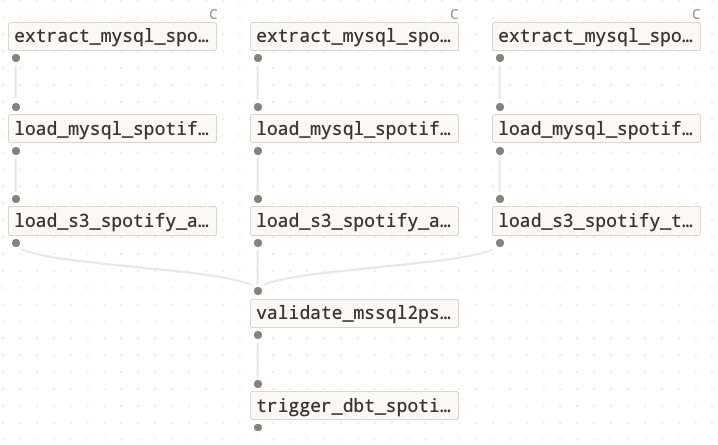 C C C
extract_mysql_spo… extract_mysql_spo… extract_mysql_spo…
load_mysql_spotif… load_mysql_spotif… load_mysql_spotif…
load_s3_spotify_a… load_s3_spotify_a… load_s3_spotify_t…
validate_mssql2ps…
trigger_dbt_spoti…